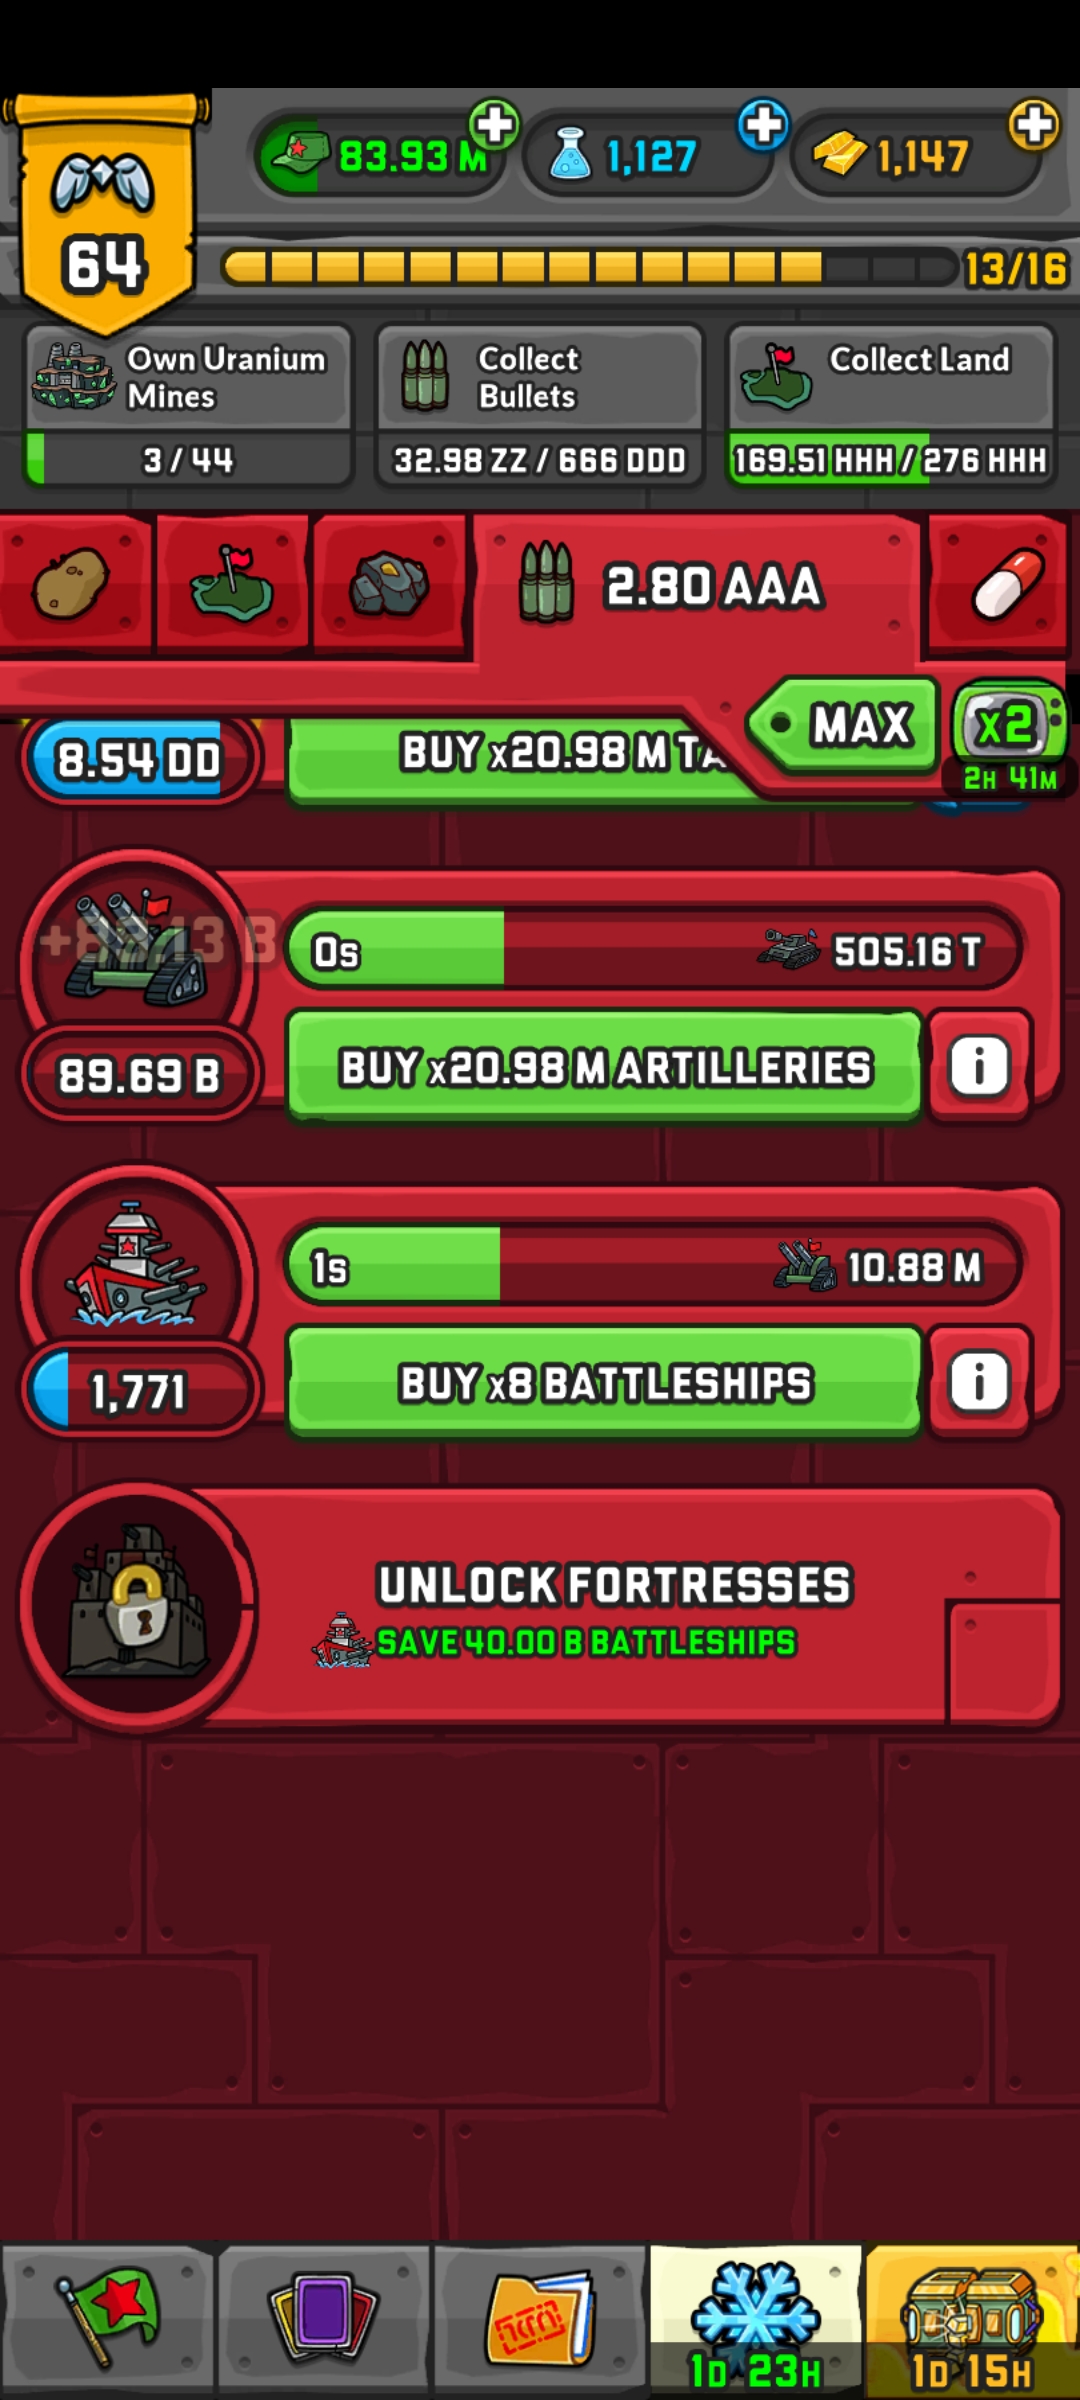 83.93 M
1,127
1,147
64
13/16
Own Uranium
Mines
3 / 44
Collect
Bullets
32.98 ZZ / 666 DDD
Collect Land
169.51 HHH / 276 HHH
2.80 AAA
MAX
x2
2H 41M
8.54 DD
BUY x20.98 M TA
0s
505.16 T
89.69 B
BUY x20.98 M ARTILLERIES
i
1s
10.88 M
1,771
BUY x8 BATTLESHIPS
i
UNLOCK FORTRESSES
SAVE 40.00 B BATTLESHIPS
1D 23H
1D 15H